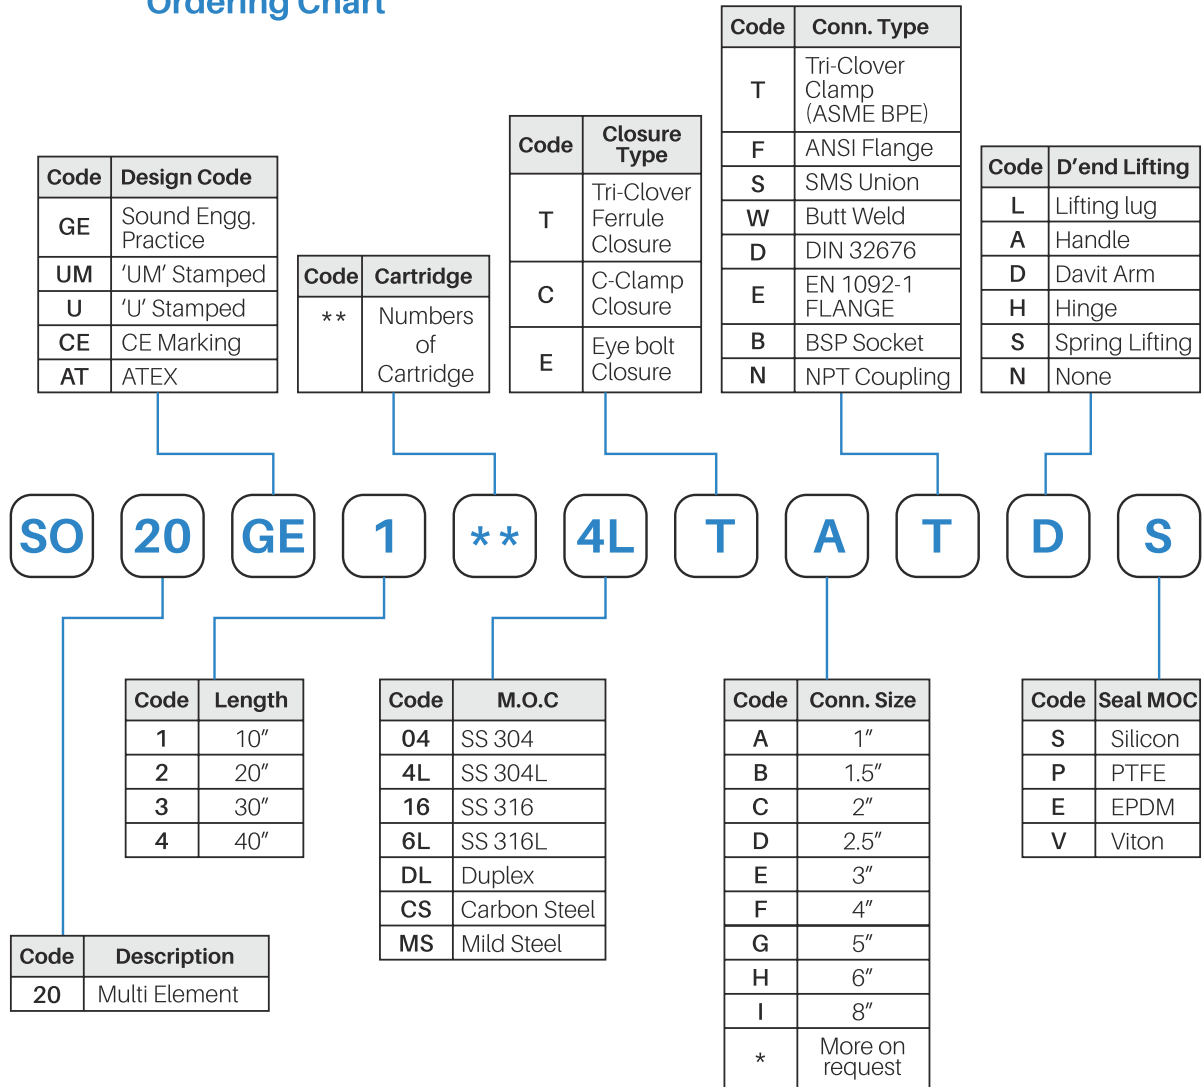 Ordering Chart
Code Conn. Type
T Tri-Clover
Clamp
(ASME BPE)
F ANSI Flange
S SMS Union
W Butt Weld
D DIN 32676
E EN 1092-1
FLANGE
B BSP Socket
N NPT Coupling
Code Closure
Type
T Tri-Clover
Ferrule
Closure
C C-Clamp
Closure
E Eye bolt
Closure
Code D’end Lifting
L Lifting lug
A Handle
D Davit Arm
H Hinge
S Spring Lifting
N None
Code Design Code
GE Sound Engg.
Practice
UM ‘UM’ Stamped
U ‘U’ Stamped
CE CE Marking
AT ATEX
Code Cartridge
** Numbers
of
Cartridge
SO 20 GE 1 ** 4L T A T D S
Code Length
1 10”
2 20”
3 30”
4 40”
Code M.O.C
04 SS 304
4L SS 304L
16 SS 316
6L SS 316L
DL Duplex
CS Carbon Steel
MS Mild Steel
Code Conn. Size
A 1”
B 1.5”
C 2”
D 2.5”
E 3”
F 4”
G 5”
H 6”
I 8”
* More on
request
Code Seal MOC
S Silicon
P PTFE
E EPDM
V Viton
Code Description
20 Multi Element